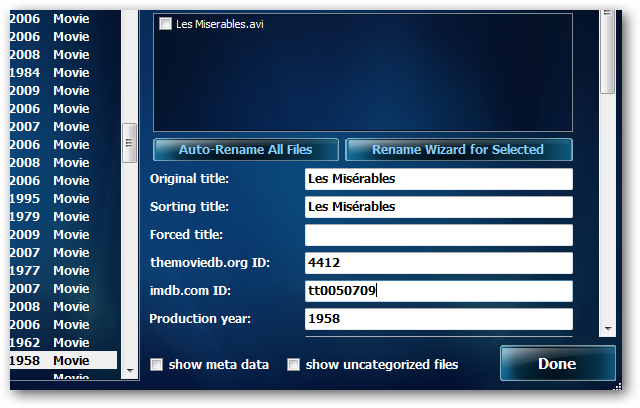 2006 Movie
2006 Movie
2008 Movie
1984 Movie
2009 Movie
2006 Movie
2007 Movie
2006 Movie
2008 Movie
2006 Movie
1995 Movie
1979 Movie
2009 Movie
2007 Movie
1977 Movie
2007 Movie
2008 Movie
2006 Movie
1962 Movie
1958 Movie
Les Miserables.avi
Auto-Rename All Files Rename Wizard for Selected
Original title: Les Misérables
Sorting title: Les Misérables
Forced title:
themoviedb.org ID: 4412
imdb.com ID: tt0050709
Production year: 1958
show meta data show uncategorized files Done